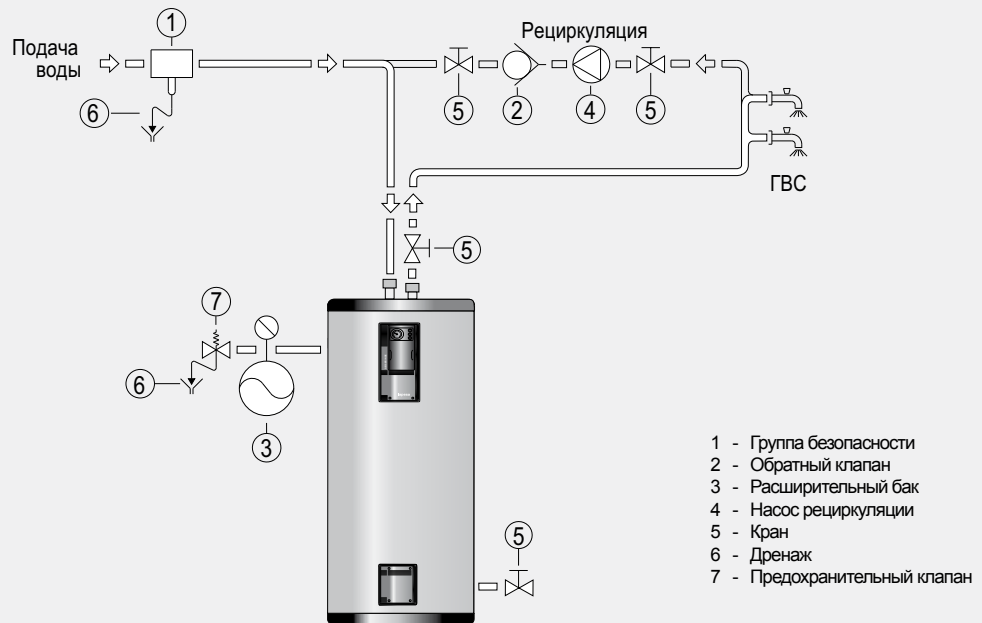 1
Рециркуляция
Подача
воды
6
5
2
4
5
ГВС
5
7
6
3
5
1 - Группа безопасности
2 - Обратный клапан
3 - Расширительный бак
4 - Насос рециркуляции
5 - Кран
6 - Дренаж
7 - Предохранительный клапан